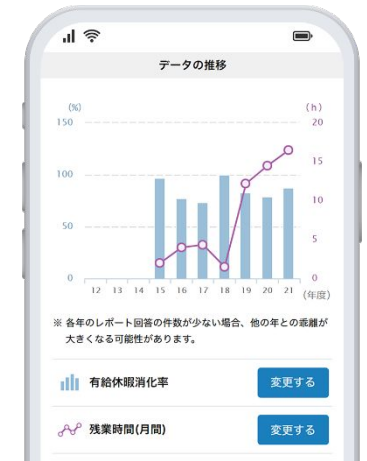 データの推移
(%)
(h)
150
20
15
100
10
50
5
0
0
12 13 14 15 16 17 18 19 20 21
(年度)
※ 各年のレポート回答の件数が少ない場合、他の年との乖離が
大きくなる可能性があります。
有給休暇消化率
変更する
残業時間(月間)
変更する